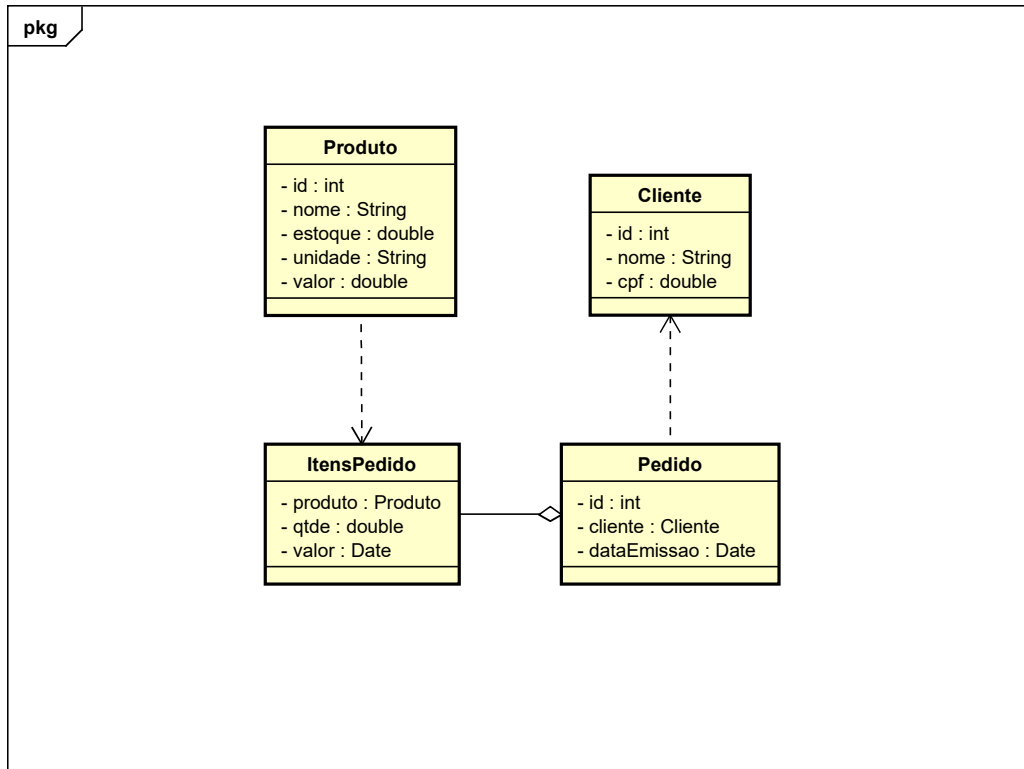 pkg
Produto
- id : int
- nome : String
- estoque : double
- unidade : String
- valor : double
Cliente
- id : int
- nome : String
- cpf : double
ItensPedido
- produto : Produto
- qtde : double
- valor : Date
Pedido
- id : int
- cliente : Cliente
- dataEmissao : Date